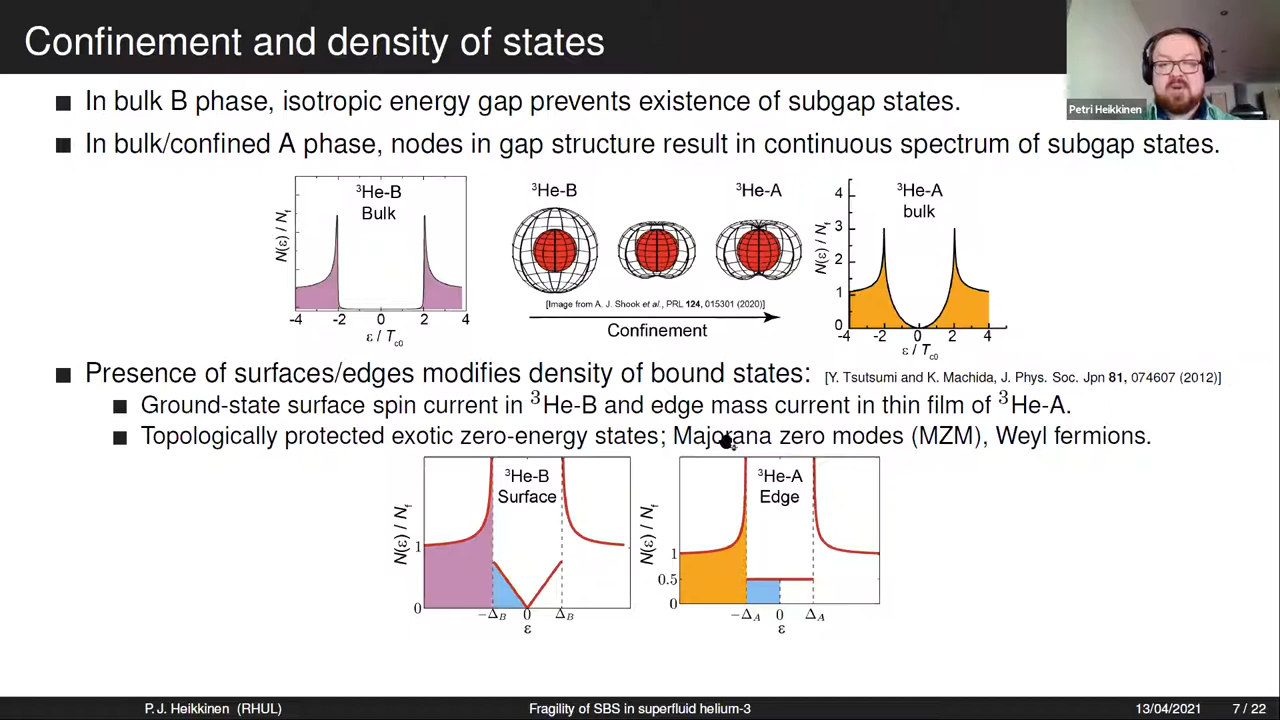 Confinement and density of states
Petri Heikkinen
■ In bulk B phase, isotropic energy gap prevents existence of subgap states.
■ In bulk/confined A phase, nodes in gap structure result in continuous spectrum of subgap states.
³He-B
Bulk
N(ε) / N_f
-4 -2 0 2 4
ε / T_c0
³He-B
³He-A
[Image from A. J. Shook et al., PRL 124, 015301 (2020)]
Confinement
³He-A
bulk
N(ε) / N_f
4
3
2
1
0
-4 -2 0 2 4
ε / T_c0
■ Presence of surfaces/edges modifies density of bound states: [Y. Tsutsumi and K. Machida, J. Phys. Soc. Jpn 81, 074607 (2012)]
■ Ground-state surface spin current in ³He-B and edge mass current in thin film of ³He-A.
■ Topologically protected exotic zero-energy states; Majorana zero modes (MZM), Weyl fermions.
³He-B
Surface
N(ε) / N_f
1
0
−Δ_B 0 Δ_B
ε
³He-A
Edge
N(ε) / N_f
1
0.5
0
−Δ_A 0 Δ_A
ε
P. J. Heikkinen (RHUL) Fragility of SBS in superfluid helium-3 13/04/2021 7 / 22